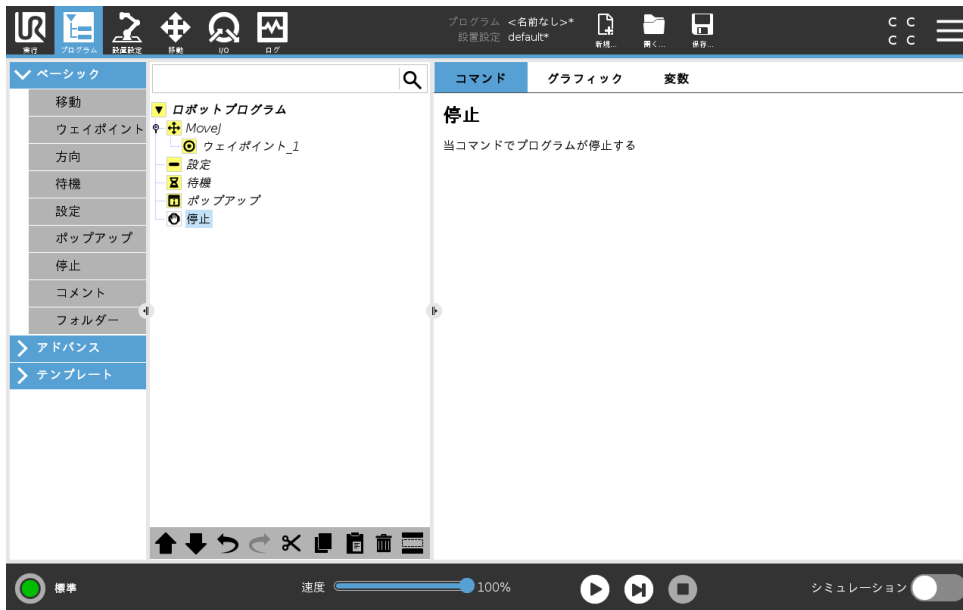 UR
実行
プログラム
設置設定
移動
I/O
ログ
プログラム <名前なし>*
設置設定 default*
新規...
開く...
保存...
C C
C C
ベーシック
移動
ウェイポイント
方向
待機
設定
ポップアップ
停止
コメント
フォルダー
アドバンス
テンプレート
ロボットプログラム
MoveJ
ウェイポイント_1
設定
待機
ポップアップ
停止
コマンド グラフィック 変数
停止
当コマンドでプログラムが停止する
標準
速度 100%
シミュレーション